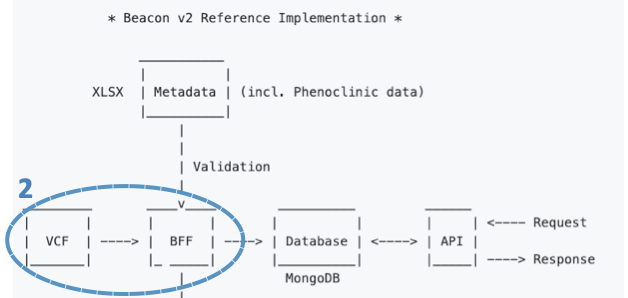 * Beacon v2 Reference Implementation *
XLSX | Metadata | (incl. Phenoclinic data)
Validation
2
v
<---- Request
VCF ----> BFF ----> Database <----> API
----> Response
MongoDB